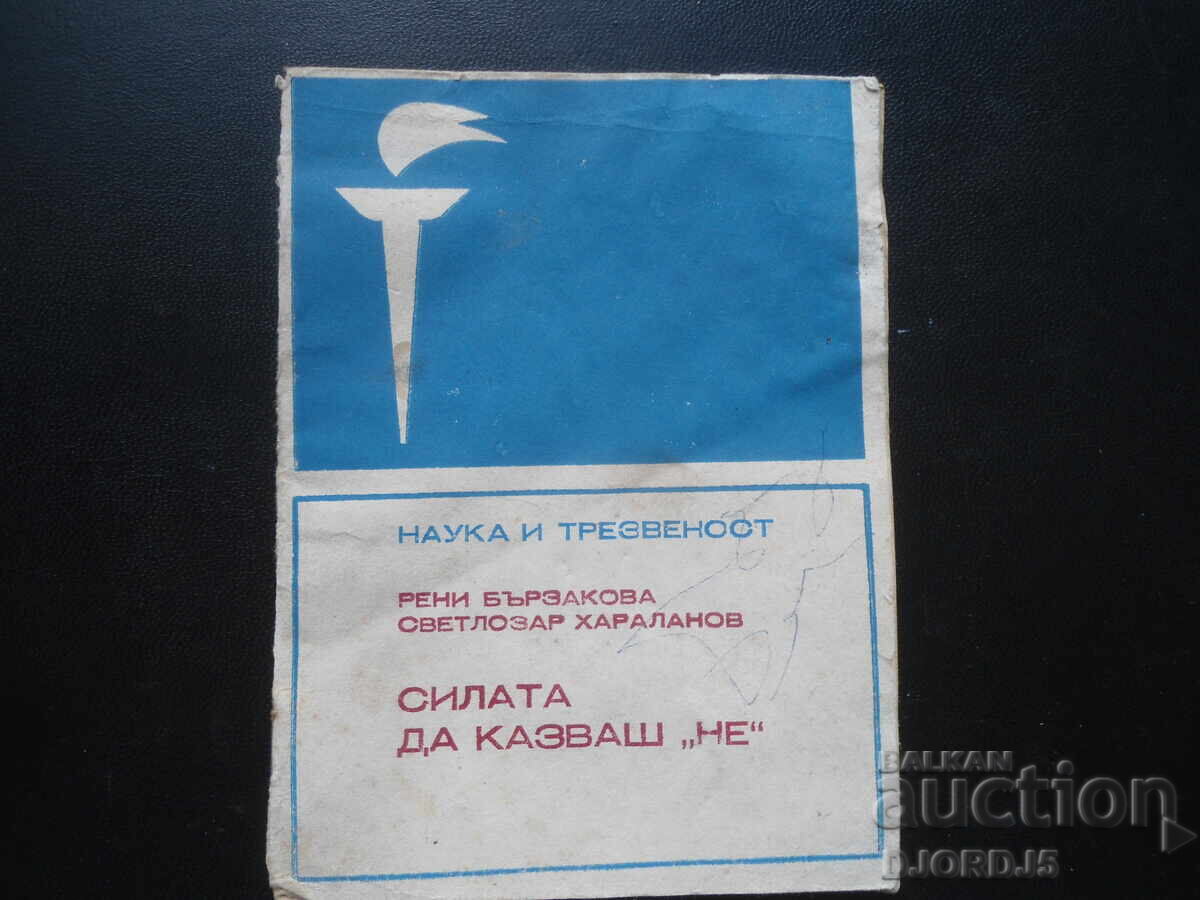 НАУКА И ТРЕЗВЕНОСТ
РЕНИ БЪРЗАКОВА
СВЕТЛОЗАР ХАРАЛАНОВ
СИЛАТА
ДА КАЗВАШ „НЕ“
BALKAN
auction
DJORDJ5